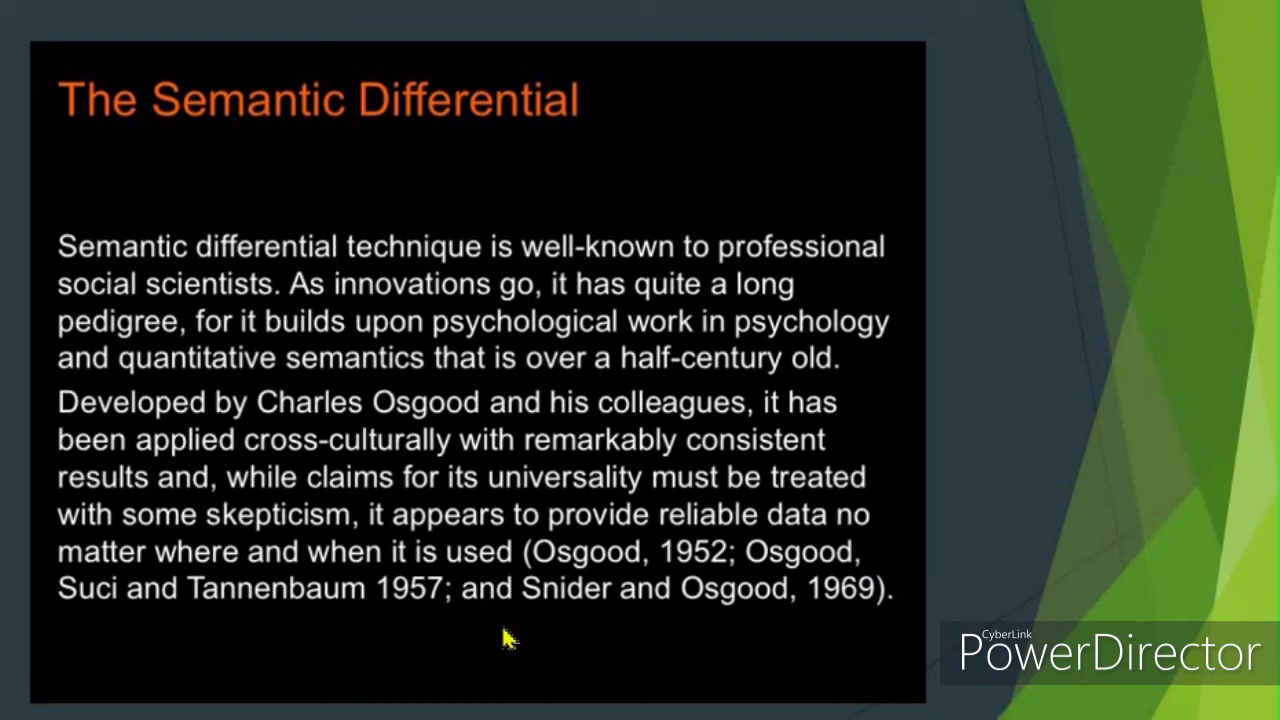 The Semantic Differential
Semantic differential technique is well-known to professional
social scientists. As innovations go, it has quite a long
pedigree, for it builds upon psychological work in psychology
and quantitative semantics that is over a half-century old.
Developed by Charles Osgood and his colleagues, it has
been applied cross-culturally with remarkably consistent
results and, while claims for its universality must be treated
with some skepticism, it appears to provide reliable data no
matter where and when it is used (Osgood, 1952; Osgood,
Suci and Tannenbaum 1957; and Snider and Osgood, 1969).
CyberLink
PowerDirector